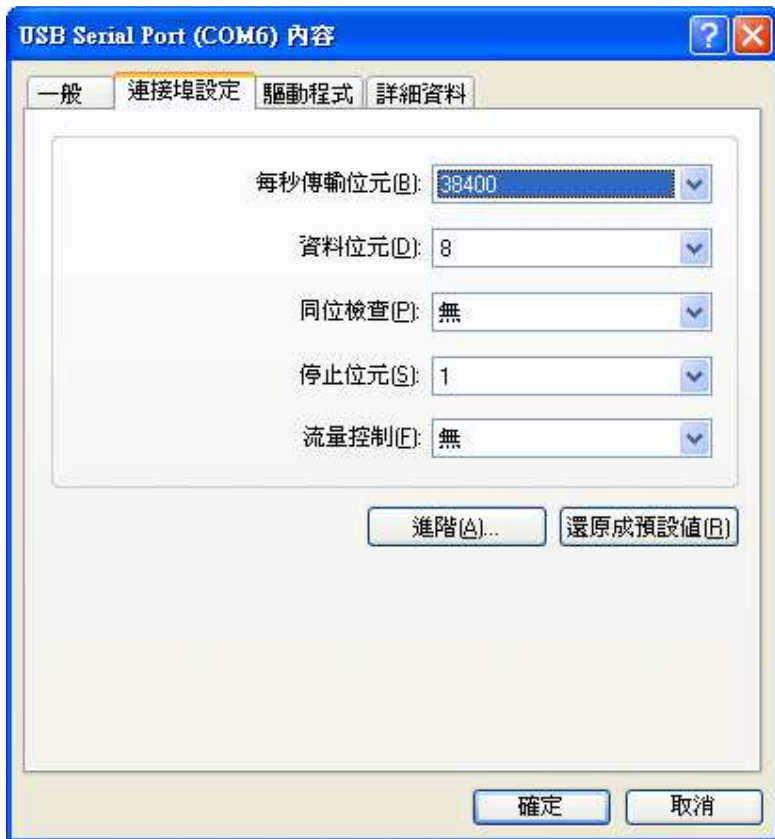 USB Serial Port (COM6) 內容
一般 連接埠設定 驅動程式 詳細資料
每秒傳輸位元(B): 38400
資料位元(D): 8
同位檢查(P): 無
停止位元(S): 1
流量控制(F): 無
進階(A)... 還原成預設值(R)
確定 取消